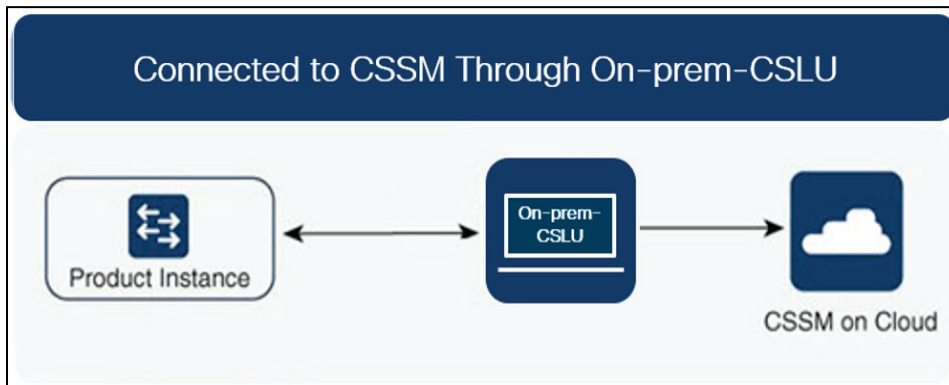 Connected to CSSM Through On-prem-CSLU
On-prem-
CSLU
Product Instance
CSSM on Cloud